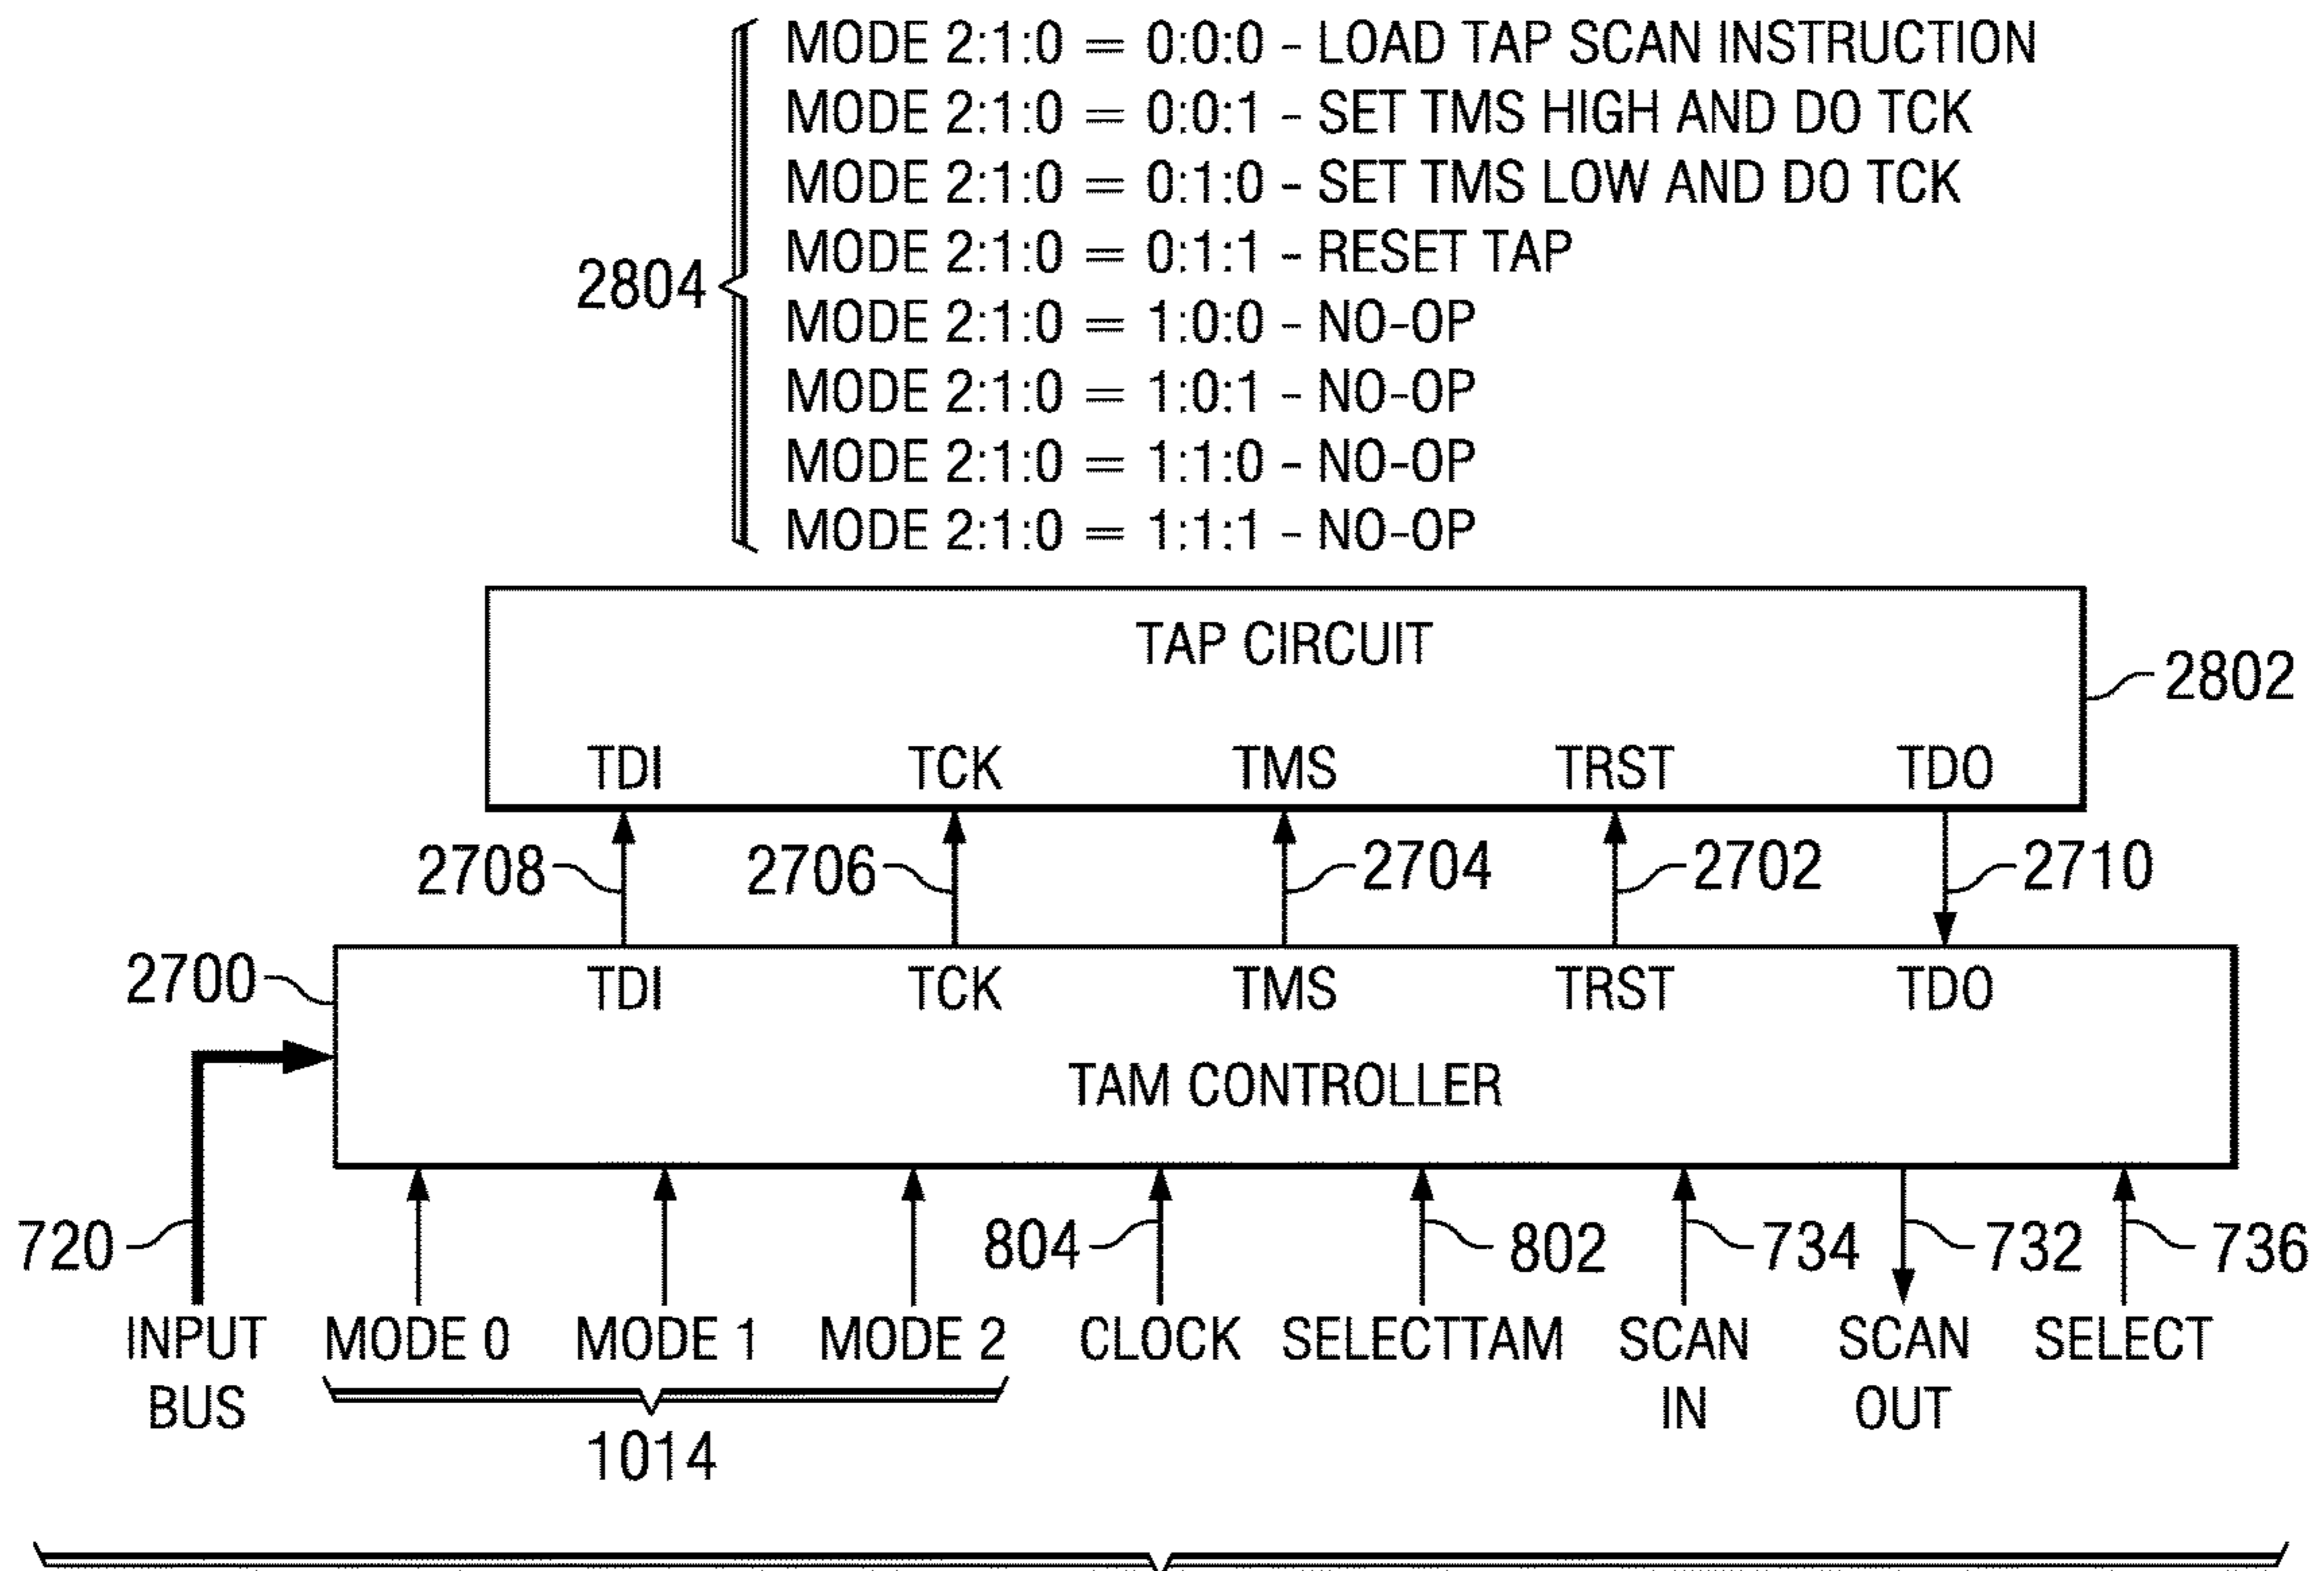 MODE 2:1:0 = 0:0:0 - LOAD TAP SCAN INSTRUCTION
MODE 2:1:0 = 0:0:1 - SET TMS HIGH AND DO TCK
MODE 2:1:0 = 0:1:0 - SET TMS LOW AND DO TCK
MODE 2:1:0 = 0:1:1 - RESET TAP
2804
MODE 2:1:0 = 1:0:0 - NO-OP
MODE 2:1:0 = 1:0:1 - NO-OP
MODE 2:1:0 = 1:1:0 - NO-OP
MODE 2:1:0 = 1:1:1 - NO-OP
TAP CIRCUIT
2802
TDI TCK TMS TRST TDO
2708 2706 2704 2702 2710
2700
TDI TCK TMS TRST TDO
TAM CONTROLLER
720 804 802 734 732 736
INPUT MODE 0 MODE 1 MODE 2 CLOCK SELECTTAM SCAN SCAN SELECT
BUS IN OUT
1014